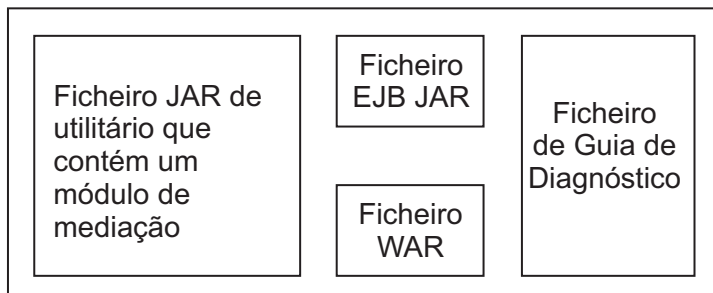 Ficheiro JAR de
utilitário que
contém um
módulo de
mediação
Ficheiro
EJB JAR
Ficheiro
WAR
Ficheiro
de Guia de
Diagnóstico